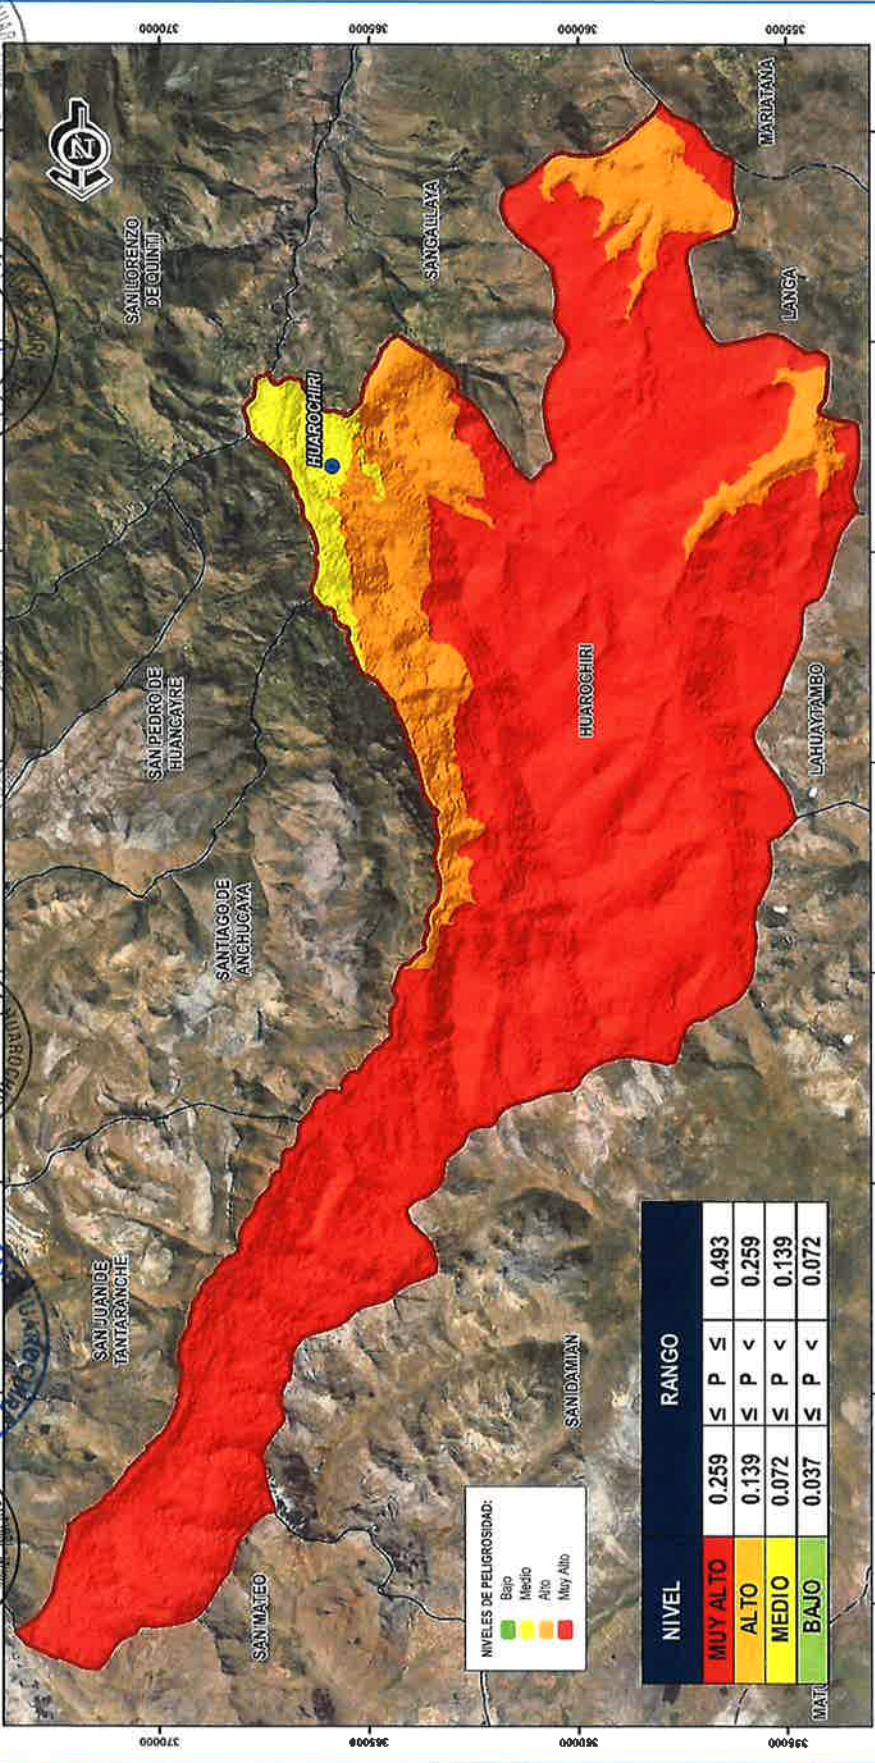 370000
365000
360000
355000
N
SAN LORENZO
DE QUINTI
SANGALLAYA
MARIATANA
LANGA
HUAROCHIRI
SAN PEDRO DE
HUANCAYRE
SANTIAGO DE
ANCHUCAYA
HUAROCHIRI
LAHUAYTAMBO
SAN JUAN DE
TANTARANCHE
SAN DAMIAN
SAN MATEO
NIVELES DE PELIGROSIDAD:
Bajo
Medio
Alto
Muy Alto
NIVEL RANGO
MUY ALTO 0.259 ≤ P ≤ 0.493
ALTO 0.139 ≤ P < 0.259
MEDIO 0.072 ≤ P < 0.139
BAJO 0.037 ≤ P < 0.072
370000
365000
360000
355000